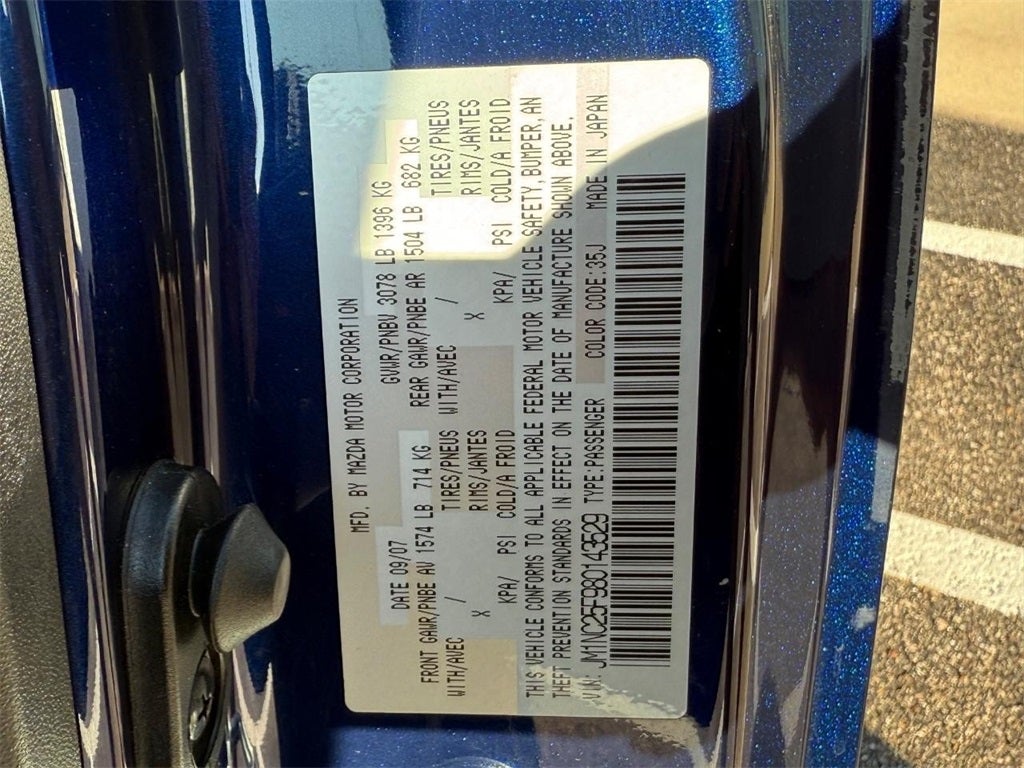 MFD. BY MAZDA MOTOR CORPORATION
DATE 09/07 GVWR/PNBV 3078 LB 1396 KG
FRONT GAWR/PNBE AV 1574 LB 714 KG REAR GAWR/PNBE AR 1504 LB 682 KG
WITH/AVEC / TIRES/PNEUS WITH/AVEC / TIRES/PNEUS
X RIMS/JANTES X RIMS/JANTES
KPA/ PSI COLD/A FROID KPA/ PSI COLD/A FROID
THIS VEHICLE CONFORMS TO ALL APPLICABLE FEDERAL MOTOR VEHICLE SAFETY, BUMPER, AN
THEFT PREVENTION STANDARDS IN EFFECT ON THE DATE OF MANUFACTURE SHOWN ABOVE.
VIN: JM1NC25F980143529 TYPE:PASSENGER COLOR CODE:35J MADE IN JAPAN